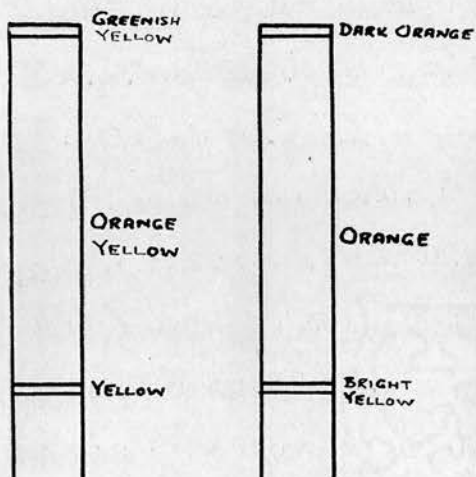 GREENISH
YELLOW
ORANGE
YELLOW
YELLOW
DARK ORANGE
ORANGE
BRIGHT
YELLOW